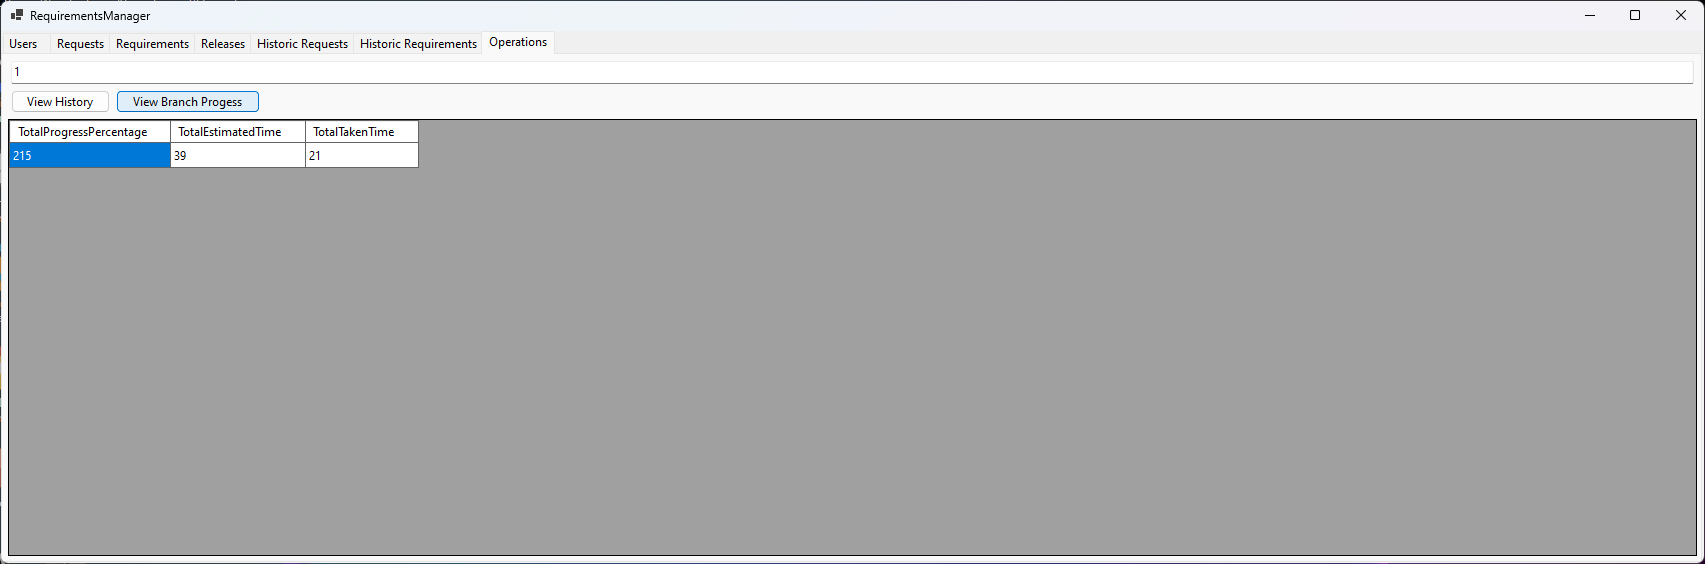 RequirementsManager
Users Requests Requirements Releases Historic Requests Historic Requirements Operations
1
View History View Branch Progess
TotalProgressPercentage TotalEstimatedTime TotalTakenTime
215 39 21